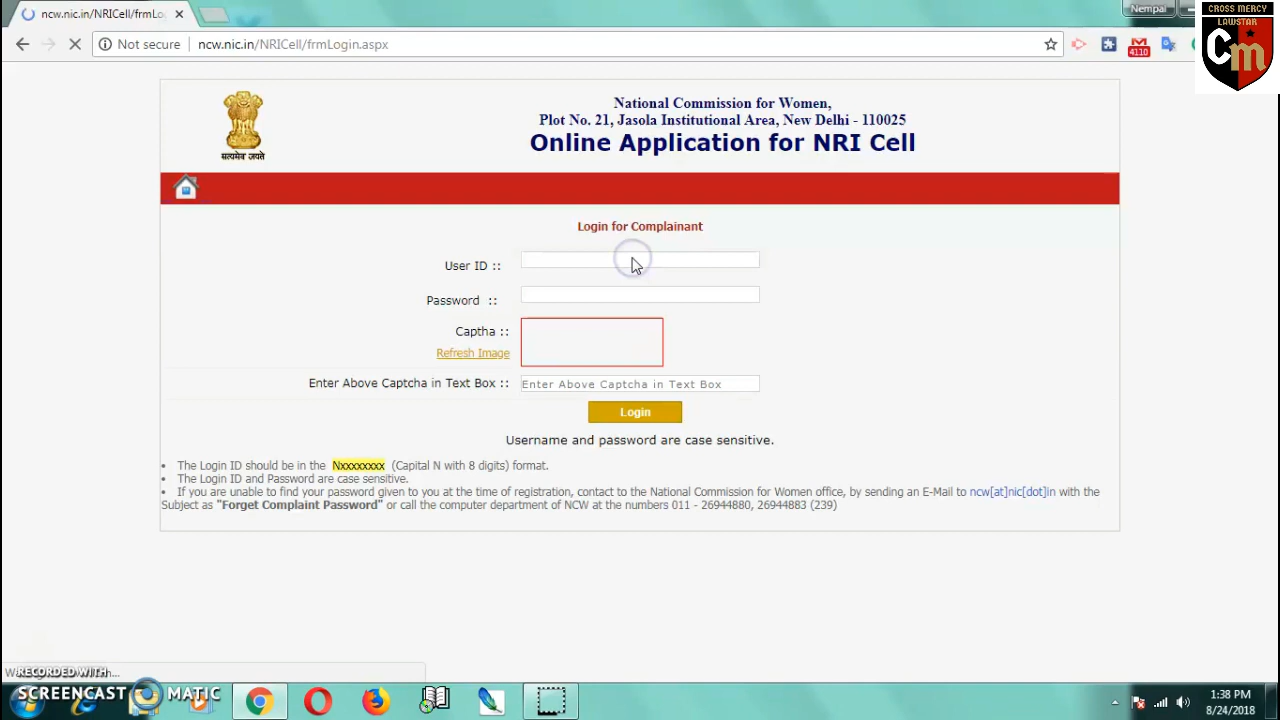 ncw.nic.in/NRICell/frmLo
Nempal
CROSS MERCY
LAWSTAR
Cm
Not secure
ncw.nic.in/NRICell/frmLogin.aspx
4110
National Commission for Women,
Plot No. 21, Jasola Institutional Area, New Delhi - 110025
Online Application for NRI Cell
सत्यमेव जयते
Login for Complainant
User ID ::
Password ::
Captha ::
Refresh Image
Enter Above Captcha in Text Box :: Enter Above Captcha in Text Box
Login
Username and password are case sensitive.
• The Login ID should be in the Nxxxxxxxx (Capital N with 8 digits) format.
• The Login ID and Password are case sensitive.
• If you are unable to find your password given to you at the time of registration, contact to the National Commission for Women office, by sending an E-Mail to ncw[at]nic[dot]in with the
Subject as "Forget Complaint Password" or call the computer department of NCW at the numbers 011 - 26944880, 26944883 (239)
RECORDED WITH
SCREENCAST MATIC
1:38 PM
8/24/2018